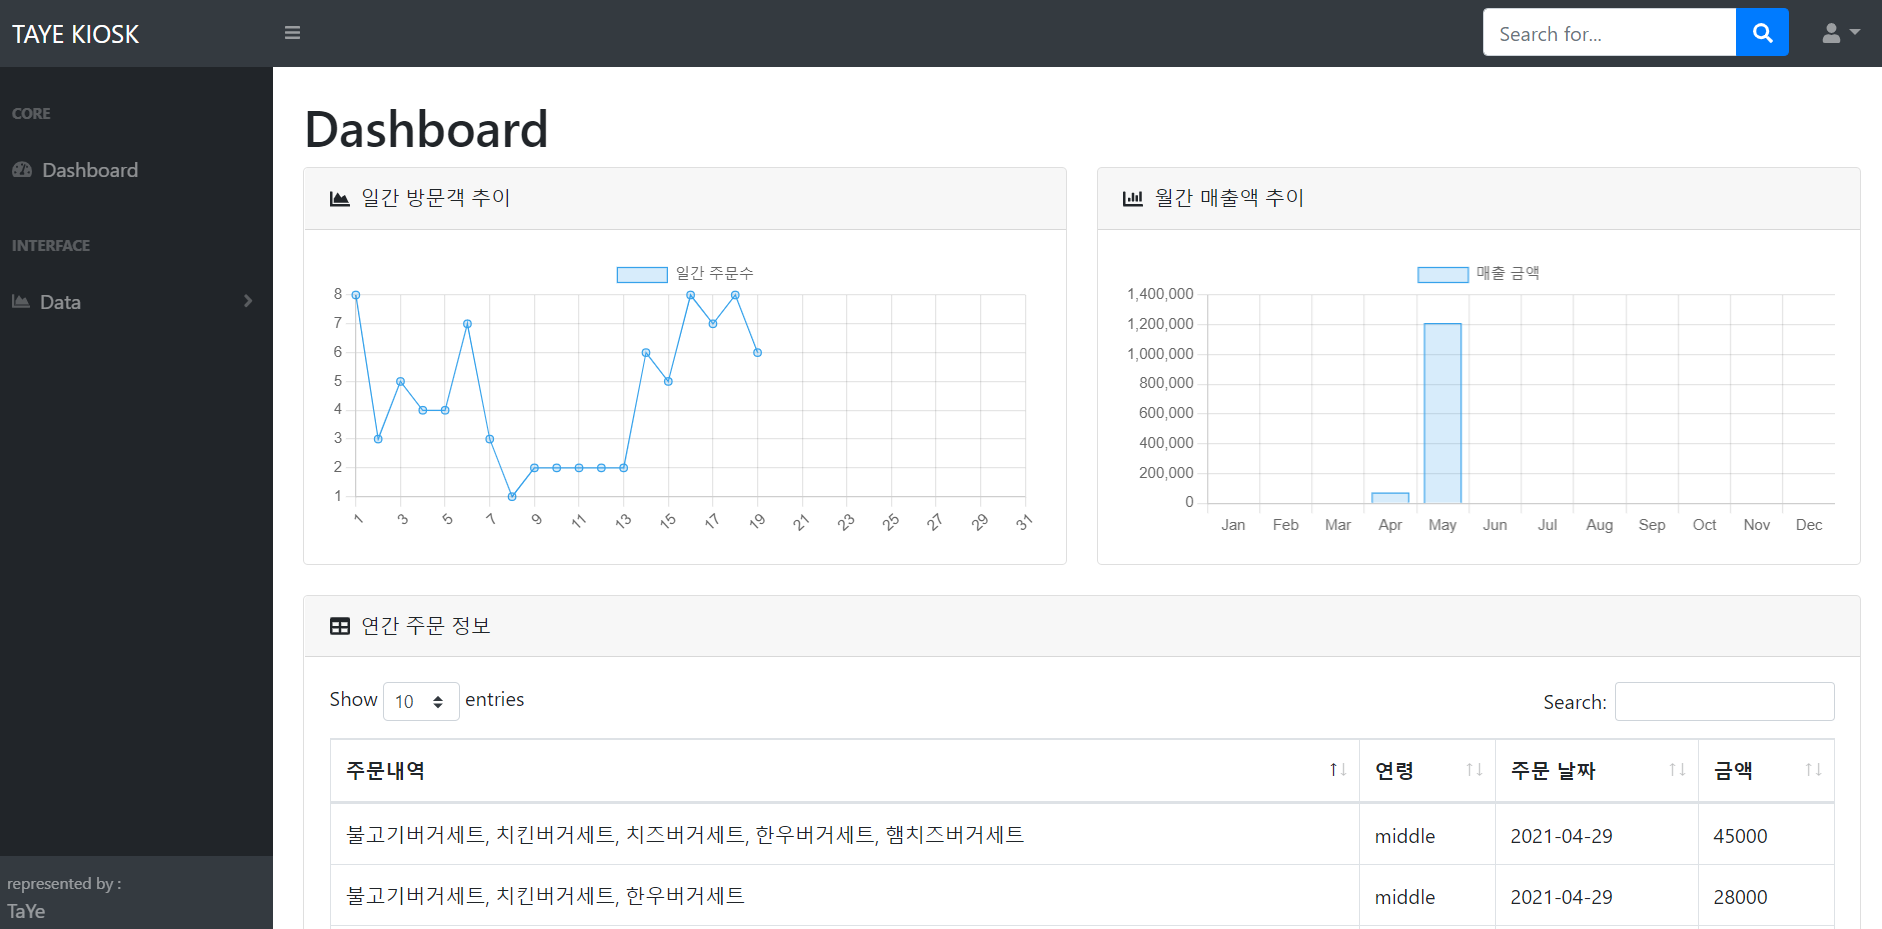 TAYE KIOSK
Search for...
CORE
Dashboard
INTERFACE
Data
represented by :
TaYe
Dashboard
일간 방문객 추이
일간 주문수
8
7
6
5
4
3
2
1
1 3 5 7 9 11 13 15 17 19 21 23 25 27 29 31
월간 매출액 추이
매출 금액
1,400,000
1,200,000
1,000,000
800,000
600,000
400,000
200,000
0
Jan Feb Mar Apr May Jun Jul Aug Sep Oct Nov Dec
연간 주문 정보
Show 10 entries
Search:
주문내역 연령 주문 날짜 금액
불고기버거세트, 치킨버거세트, 치즈버거세트, 한우버거세트, 햄치즈버거세트 middle 2021-04-29 45000
불고기버거세트, 치킨버거세트, 한우버거세트 middle 2021-04-29 28000